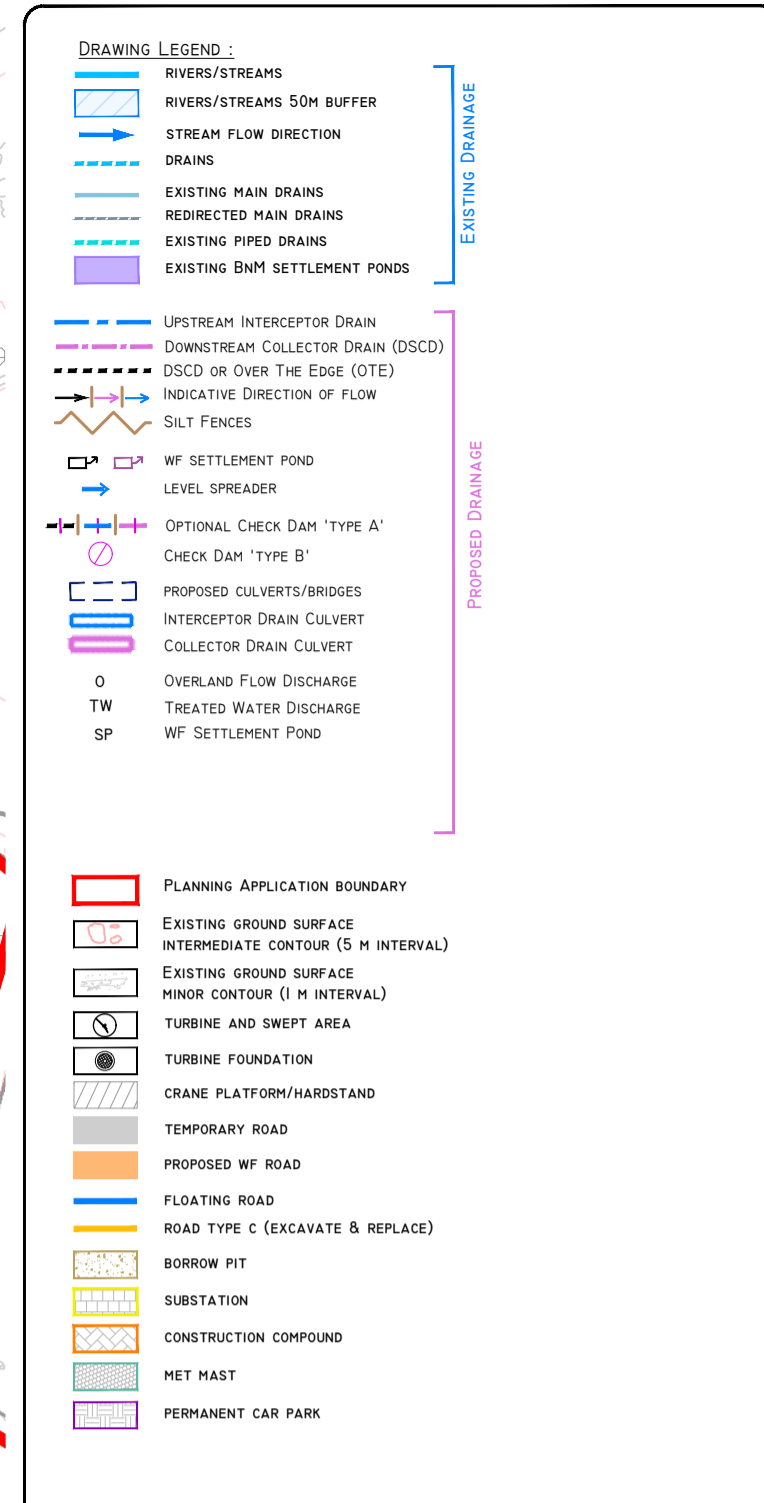 DRAWING LEGEND :
RIVERS/STREAMS
RIVERS/STREAMS 50M BUFFER
STREAM FLOW DIRECTION
DRAINS
EXISTING MAIN DRAINS
REDIRECTED MAIN DRAINS
EXISTING PIPED DRAINS
EXISTING BnM SETTLEMENT PONDS
EXISTING DRAINAGE
UPSTREAM INTERCEPTOR DRAIN
DOWNSTREAM COLLECTOR DRAIN (DSCD)
DSCD OR OVER THE EDGE (OTE)
INDICATIVE DIRECTION OF FLOW
SILT FENCES
WF SETTLEMENT POND
LEVEL SPREADER
OPTIONAL CHECK DAM 'TYPE A'
CHECK DAM 'TYPE B'
PROPOSED CULVERTS/BRIDGES
INTERCEPTOR DRAIN CULVERT
COLLECTOR DRAIN CULVERT
O OVERLAND FLOW DISCHARGE
TW TREATED WATER DISCHARGE
SP WF SETTLEMENT POND
PROPOSED DRAINAGE
PLANNING APPLICATION BOUNDARY
EXISTING GROUND SURFACE
INTERMEDIATE CONTOUR (5 M INTERVAL)
EXISTING GROUND SURFACE
MINOR CONTOUR (1 M INTERVAL)
TURBINE AND SWEPT AREA
TURBINE FOUNDATION
CRANE PLATFORM/HARDSTAND
TEMPORARY ROAD
PROPOSED WF ROAD
FLOATING ROAD
ROAD TYPE C (EXCAVATE & REPLACE)
BORROW PIT
SUBSTATION
CONSTRUCTION COMPOUND
MET MAST
PERMANENT CAR PARK